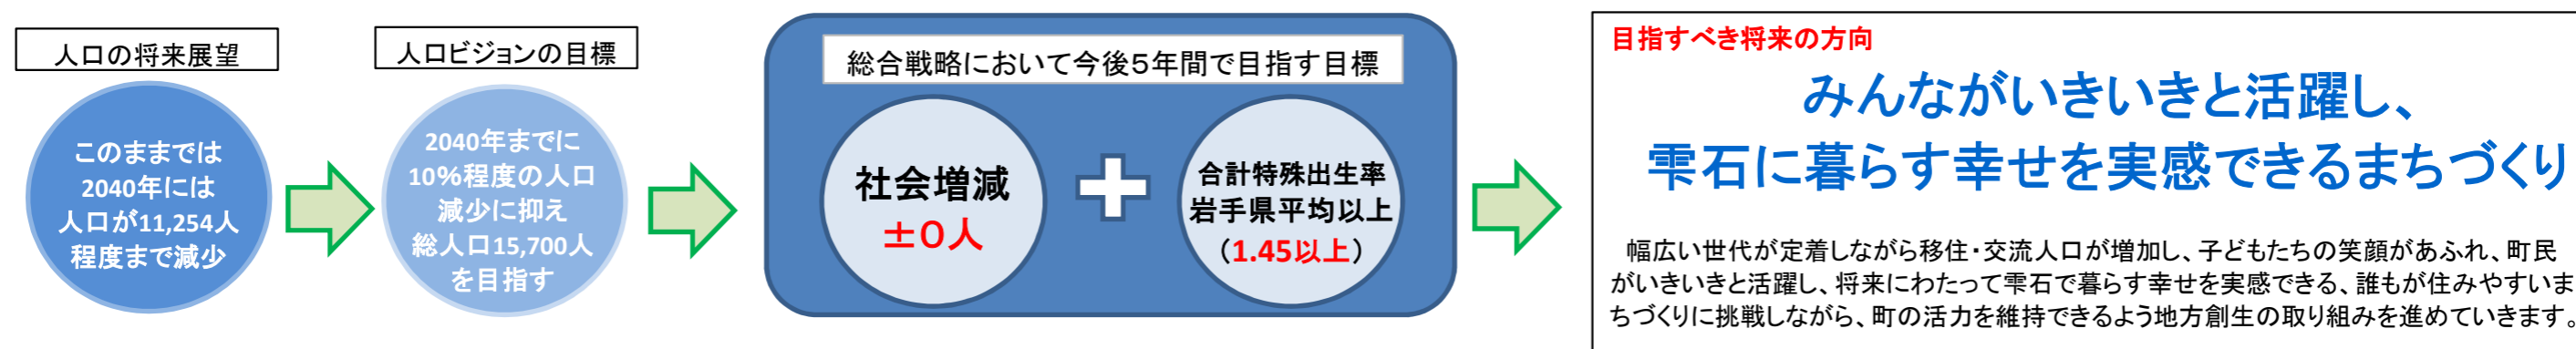 人口の将来展望
このままでは
2040年には
人口が11,254人
程度まで減少
人口ビジョンの目標
2040年までに
10%程度の人口
減少に抑え
総人口15,700人
を目指す
総合戦略において今後5年間で目指す目標
社会増減
±0人
合計特殊出生率
岩手県平均以上
（1.45以上）
目指すべき将来の方向
みんながいきいきと活躍し、
雫石に暮らす幸せを実感できるまちづくり
幅広い世代が定着しながら移住・交流人口が増加し、子どもたちの笑顔があふれ、町民
がいきいきと活躍し、将来にわたって雫石で暮らす幸せを実感できる、誰もが住みやすいま
ちづくりに挑戦しながら、町の活力を維持できるよう地方創生の取り組みを進めていきます。